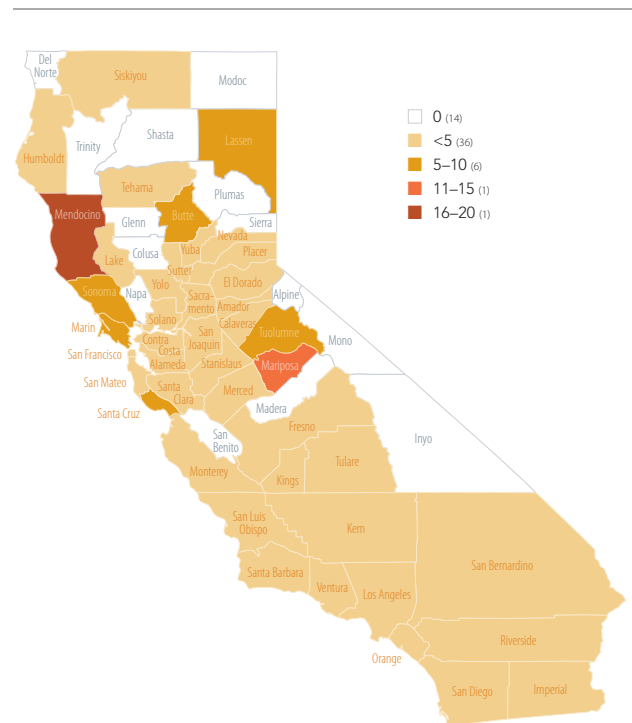 Del
Norte
Siskiyou
Modoc
0 (14)
<5 (36)
5–10 (6)
11–15 (1)
16–20 (1)
Humboldt
Trinity
Shasta
Lassen
Tehama
Plumas
Mendocino
Glenn
Butte
Sierra
Lake
Colusa
Yuba
Nevada
Placer
Sutter
Sonoma
Napa
Yolo
El Dorado
Sacra-
mento
Amador
Alpine
Solano
Calaveras
Tuolumne
Mono
Marin
Contra
Costa
San
Joaquin
San Francisco
Alameda
Stanislaus
Mariposa
San Mateo
Santa
Clara
Merced
Madera
Santa Cruz
San
Benito
Fresno
Inyo
Monterey
Kings
Tulare
San Luis
Obispo
Kern
Santa Barbara
Ventura
Los Angeles
San Bernardino
Orange
Riverside
San Diego
Imperial